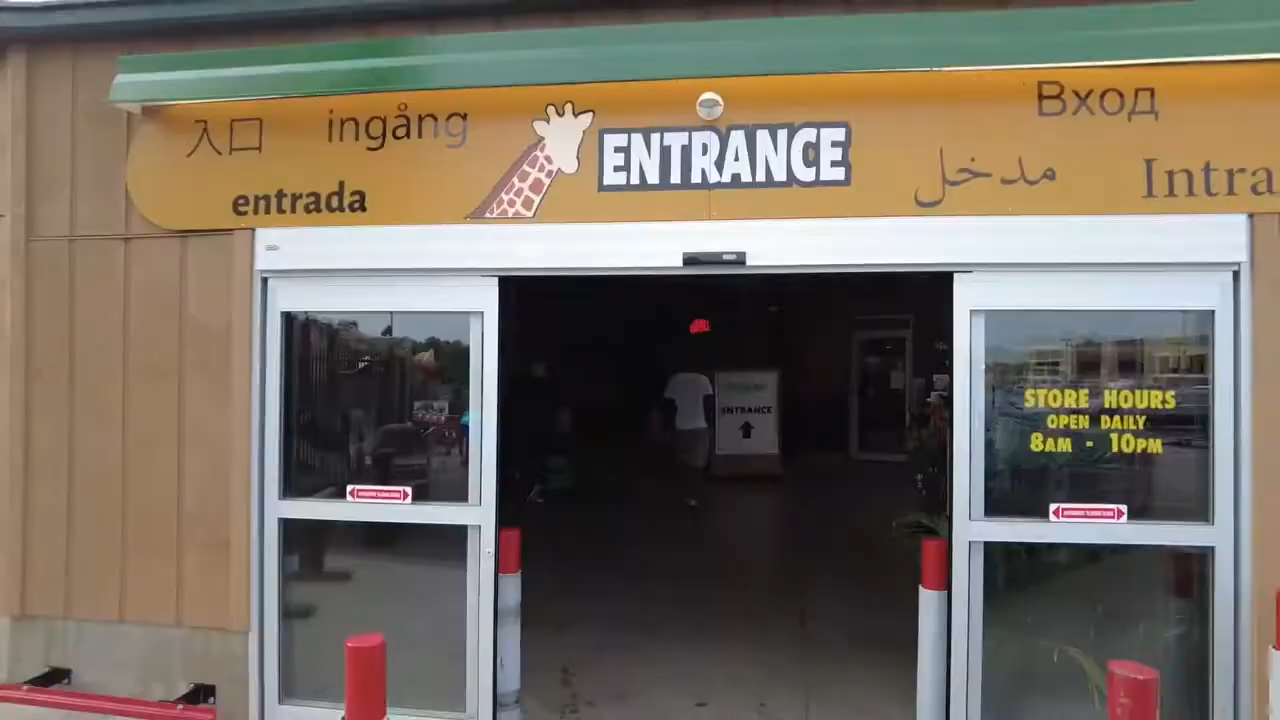 入口
ingång
entrada
ENTRANCE
Вход
مدخل
Intra
ENTRANCE
STORE HOURS
OPEN DAILY
8AM - 10PM